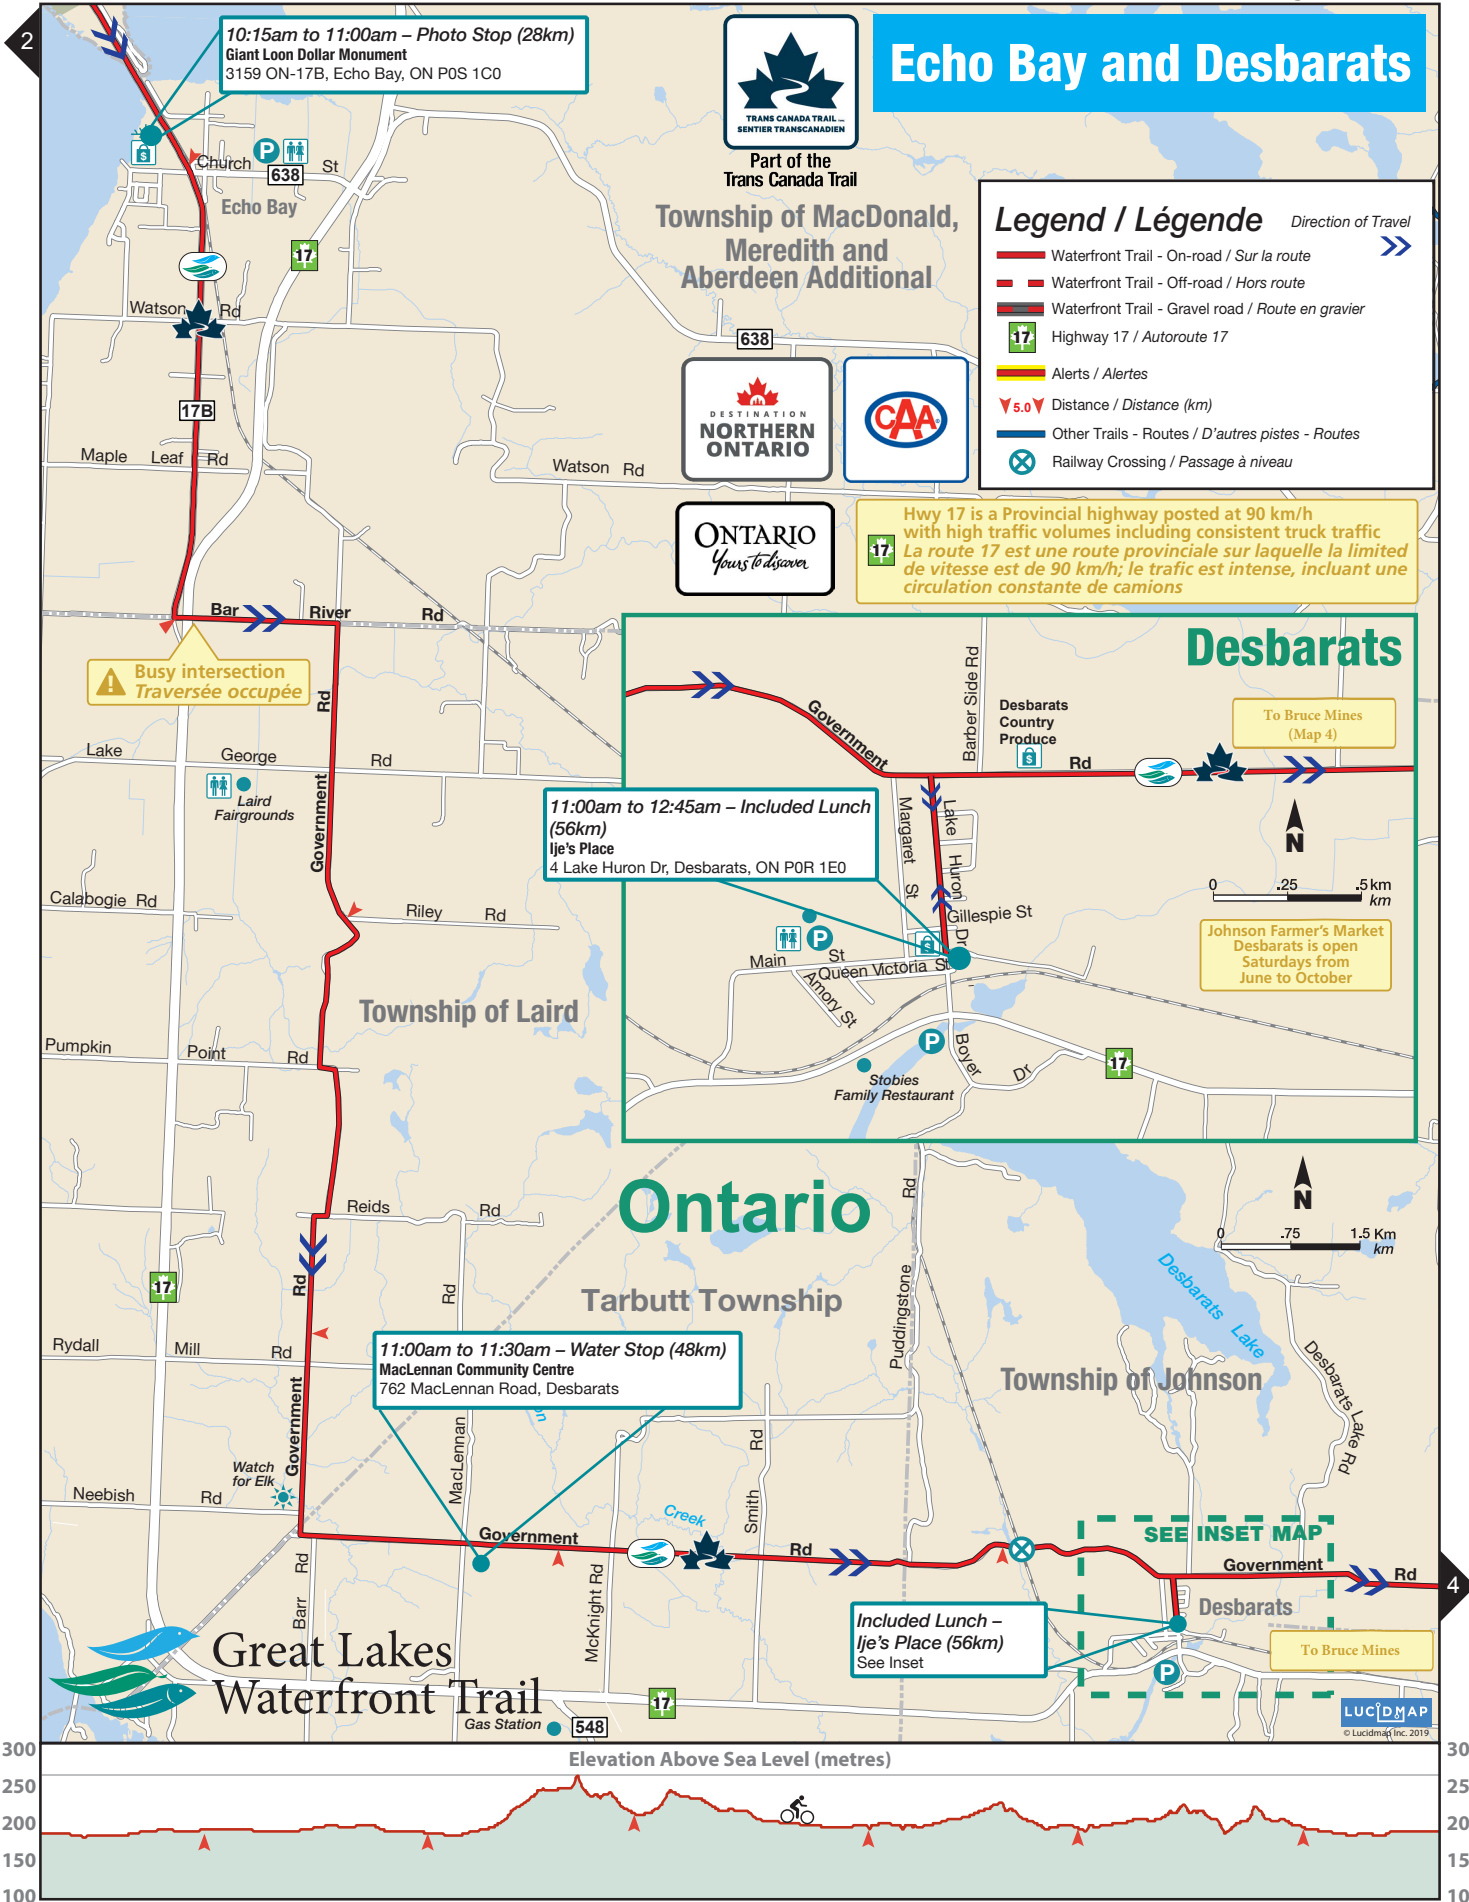 2
10:15am to 11:00am – Photo Stop (28km)
Giant Loon Dollar Monument
3159 ON-17B, Echo Bay, ON P0S 1C0
TRANS CANADA TRAIL
SENTIER TRANSCANADIEN
Part of the
Trans Canada Trail
Echo Bay and Desbarats
Legend / Légende
Direction of Travel
Waterfront Trail - On-road / Sur la route
Waterfront Trail - Off-road / Hors route
Waterfront Trail - Gravel road / Route en gravier
17
Highway 17 / Autoroute 17
Alerts / Alertes
5.0
Distance / Distance (km)
Other Trails - Routes / D'autres pistes - Routes
Railway Crossing / Passage à niveau
$
Church
P
638
St
Echo Bay
17
Township of MacDonald,
Meredith and
Aberdeen Additional
Watson Rd
638
17B
DESTINATION
NORTHERN
ONTARIO
CAA
Maple Leaf Rd
Watson Rd
ONTARIO
Yours to discover
17
Hwy 17 is a Provincial highway posted at 90 km/h
with high traffic volumes including consistent truck traffic
La route 17 est une route provinciale sur laquelle la limited
de vitesse est de 90 km/h; le trafic est intense, incluant une
circulation constante de camions
Bar River Rd
Busy intersection
Traversée occupée
Rd
Lake George Rd
Laird
Fairgrounds
Government
Calabogie Rd
Riley Rd
Township of Laird
Pumpkin Point Rd
Desbarats
Government
Barber Side Rd
Desbarats
Country
Produce
$
Rd
To Bruce Mines
(Map 4)
N
0 .25 .5 km
km
11:00am to 12:45am – Included Lunch
(56km)
Ije's Place
4 Lake Huron Dr, Desbarats, ON P0R 1E0
Margaret St
Lake Huron Dr
Gillespie St
Johnson Farmer's Market
Desbarats is open
Saturdays from
June to October
P
$
Main St
Queen Victoria St
Amory St
P
Boyer Dr
17
Stobies
Family Restaurant
Reids Rd
Ontario
N
0 .75 1.5 Km
km
Rd
Puddingstone
Desbarats Lake
17
Rd
Rd
Tarbutt Township
Rydall Mill Rd
11:00am to 11:30am – Water Stop (48km)
MacLennan Community Centre
762 MacLennan Road, Desbarats
Township of Johnson
Desbarats Lake Rd
on
Government
MacLennan
Rd
Smith
Watch
for Elk
Neebish Rd
Creek
Government
Rd
SEE INSET MAP
Government
Rd
4
Rd
Barr
McKnight Rd
Desbarats
Included Lunch –
Ije's Place (56km)
See Inset
To Bruce Mines
P
Great Lakes
Waterfront Trail
17
Gas Station
548
LUCIDMAP
© Lucidmap Inc. 2019
Elevation Above Sea Level (metres)
300
30
250
25
200
20
150
15
100
10